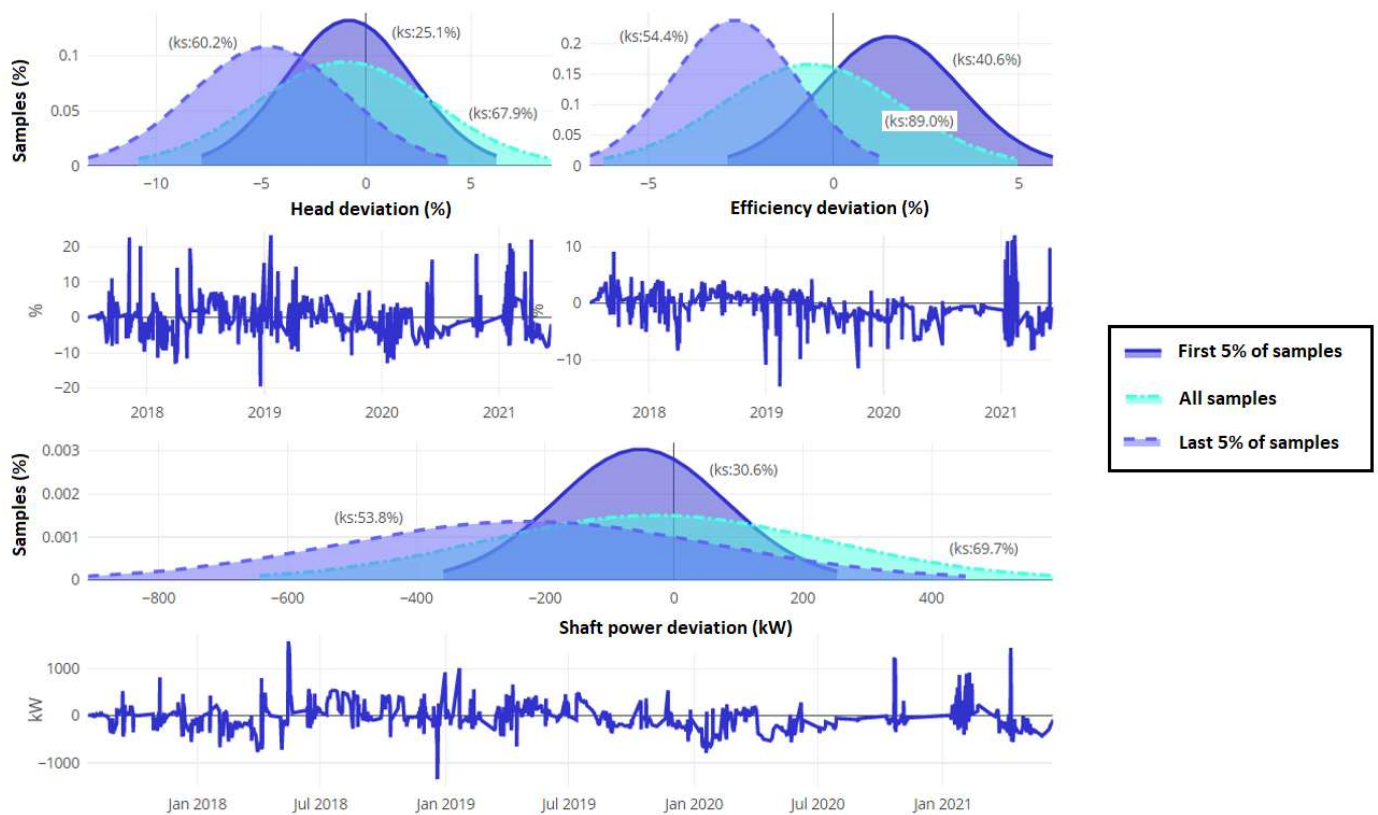 Samples (%)
0.1
0.05
0
(ks:60.2%)
(ks:25.1%)
(ks:67.9%)
−10
−5
0
5
Head deviation (%)
0.2
0.15
0.1
0.05
0
(ks:54.4%)
(ks:40.6%)
(ks:89.0%)
−5
0
5
Efficiency deviation (%)
%
20
10
0
−10
−20
2018
2019
2020
2021
%
10
0
−10
2018
2019
2020
2021
First 5% of samples
All samples
Last 5% of samples
Samples (%)
0.003
0.002
0.001
0
(ks:53.8%)
(ks:30.6%)
(ks:69.7%)
−800
−600
−400
−200
0
200
400
Shaft power deviation (kW)
kW
1000
0
−1000
Jan 2018
Jul 2018
Jan 2019
Jul 2019
Jan 2020
Jul 2020
Jan 2021